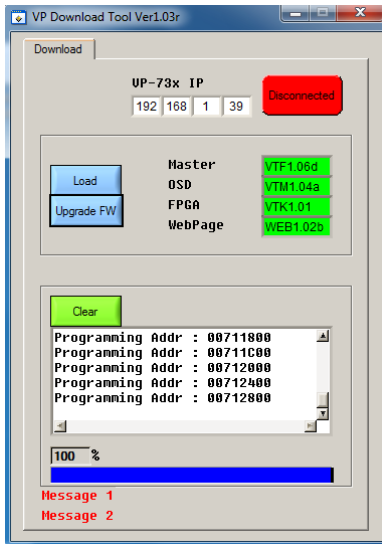 VP Download Tool Ver1.03r
Download
VP-73x IP
192 168 1 39
Disconnected
Load
Upgrade FW
Master VTF1.06d
OSD VTM1.04a
FPGA VTK1.01
WebPage WEB1.02b
Clear
Programming Addr : 00711800
Programming Addr : 00711C00
Programming Addr : 00712000
Programming Addr : 00712400
Programming Addr : 00712800
100 %
Message 1
Message 2